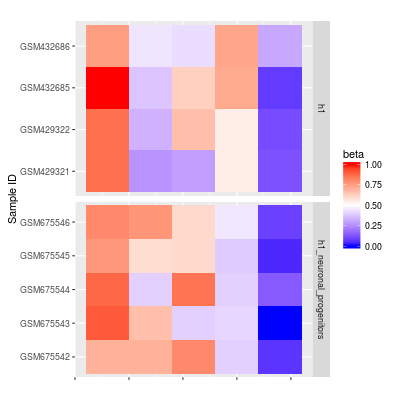 GSM432686
GSM432685
GSM429322
GSM429321
h1
GSM675546
GSM675545
GSM675544
GSM675543
GSM675542
h1_neuronal_progenitors
Sample ID
beta
1.00
0.75
0.50
0.25
0.00